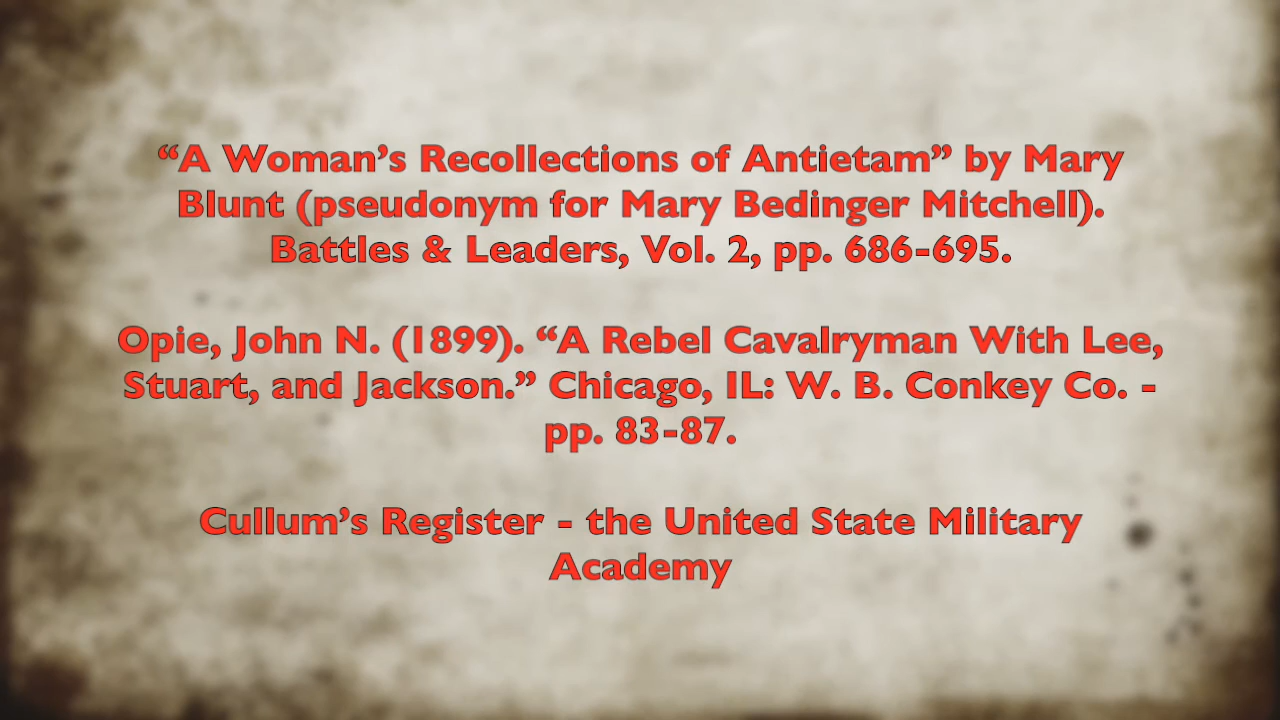 “A Woman’s Recollections of Antietam” by Mary
Blunt (pseudonym for Mary Bedinger Mitchell).
Battles & Leaders, Vol. 2, pp. 686-695.
Opie, John N. (1899). “A Rebel Cavalryman With Lee,
Stuart, and Jackson.” Chicago, IL: W. B. Conkey Co. -
pp. 83-87.
Cullum’s Register - the United State Military
Academy